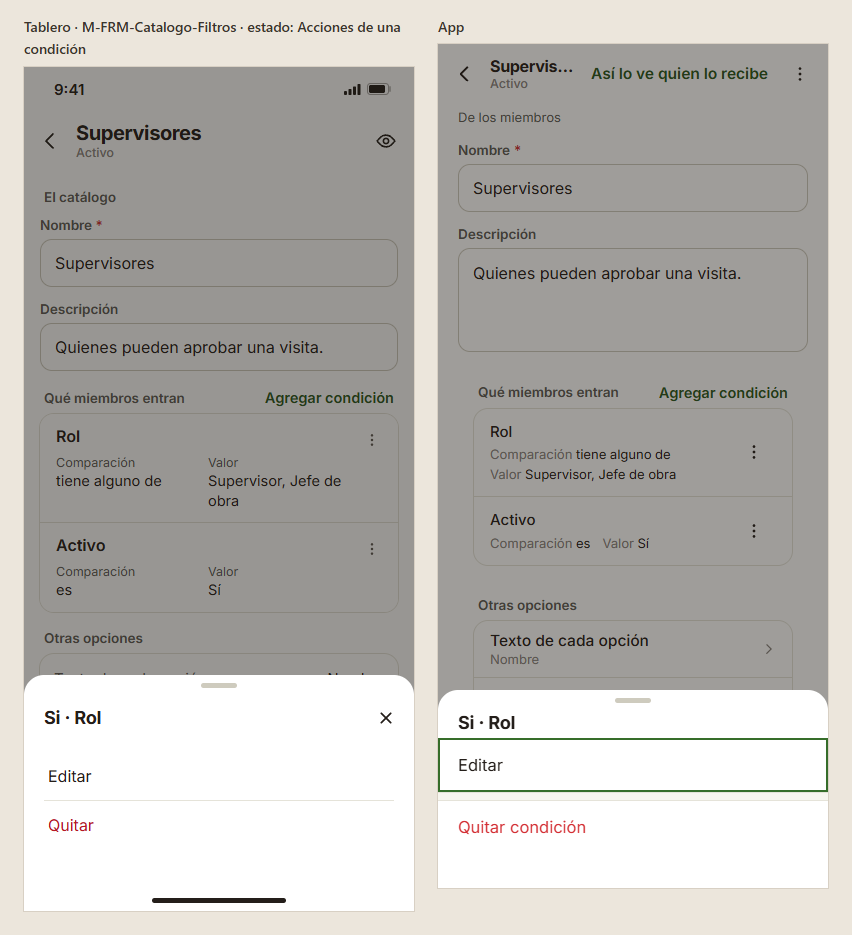 Tablero · M-FRM-Catalogo-Filtros · estado: Acciones de una
condición
9:41
Supervisores
Activo
El catálogo
Nombre *
Supervisores
Descripción
Quienes pueden aprobar una visita.
Qué miembros entran Agregar condición
Rol
Comparación Valor
tiene alguno de Supervisor, Jefe de
obra
Activo
Comparación Valor
es Sí
Otras opciones
Si · Rol
Editar
Quitar
App
Supervis... Así lo ve quien lo recibe
Activo
De los miembros
Nombre *
Supervisores
Descripción
Quienes pueden aprobar una visita.
Qué miembros entran Agregar condición
Rol
Comparación tiene alguno de
Valor Supervisor, Jefe de obra
Activo
Comparación es Valor Sí
Otras opciones
Texto de cada opción
Nombre
Si · Rol
Editar
Quitar condición